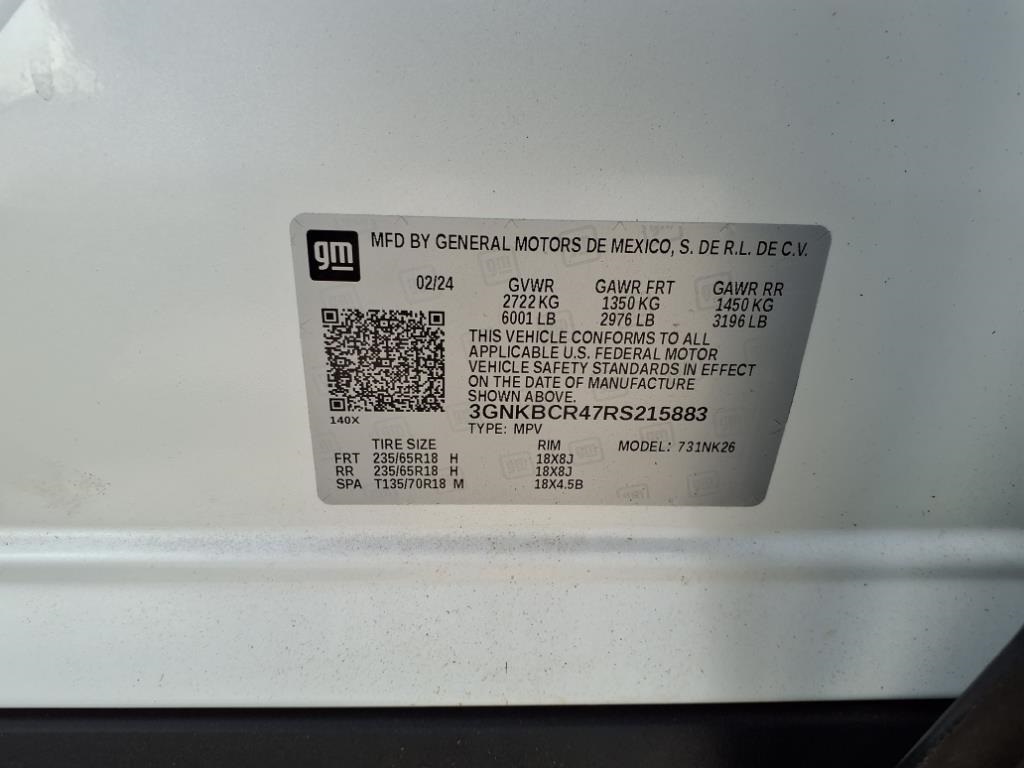 gm
MFD BY GENERAL MOTORS DE MEXICO, S. DE R.L. DE C.V.
02/24 GVWR GAWR FRT GAWR RR
2722 KG 1350 KG 1450 KG
6001 LB 2976 LB 3196 LB
THIS VEHICLE CONFORMS TO ALL
APPLICABLE U.S. FEDERAL MOTOR
VEHICLE SAFETY STANDARDS IN EFFECT
ON THE DATE OF MANUFACTURE
SHOWN ABOVE.
3GNKBCR47RS215883
140X
TYPE: MPV
TIRE SIZE RIM MODEL: 731NK26
FRT 235/65R18 H 18X8J
RR 235/65R18 H 18X8J
SPA T135/70R18 M 18X4.5B